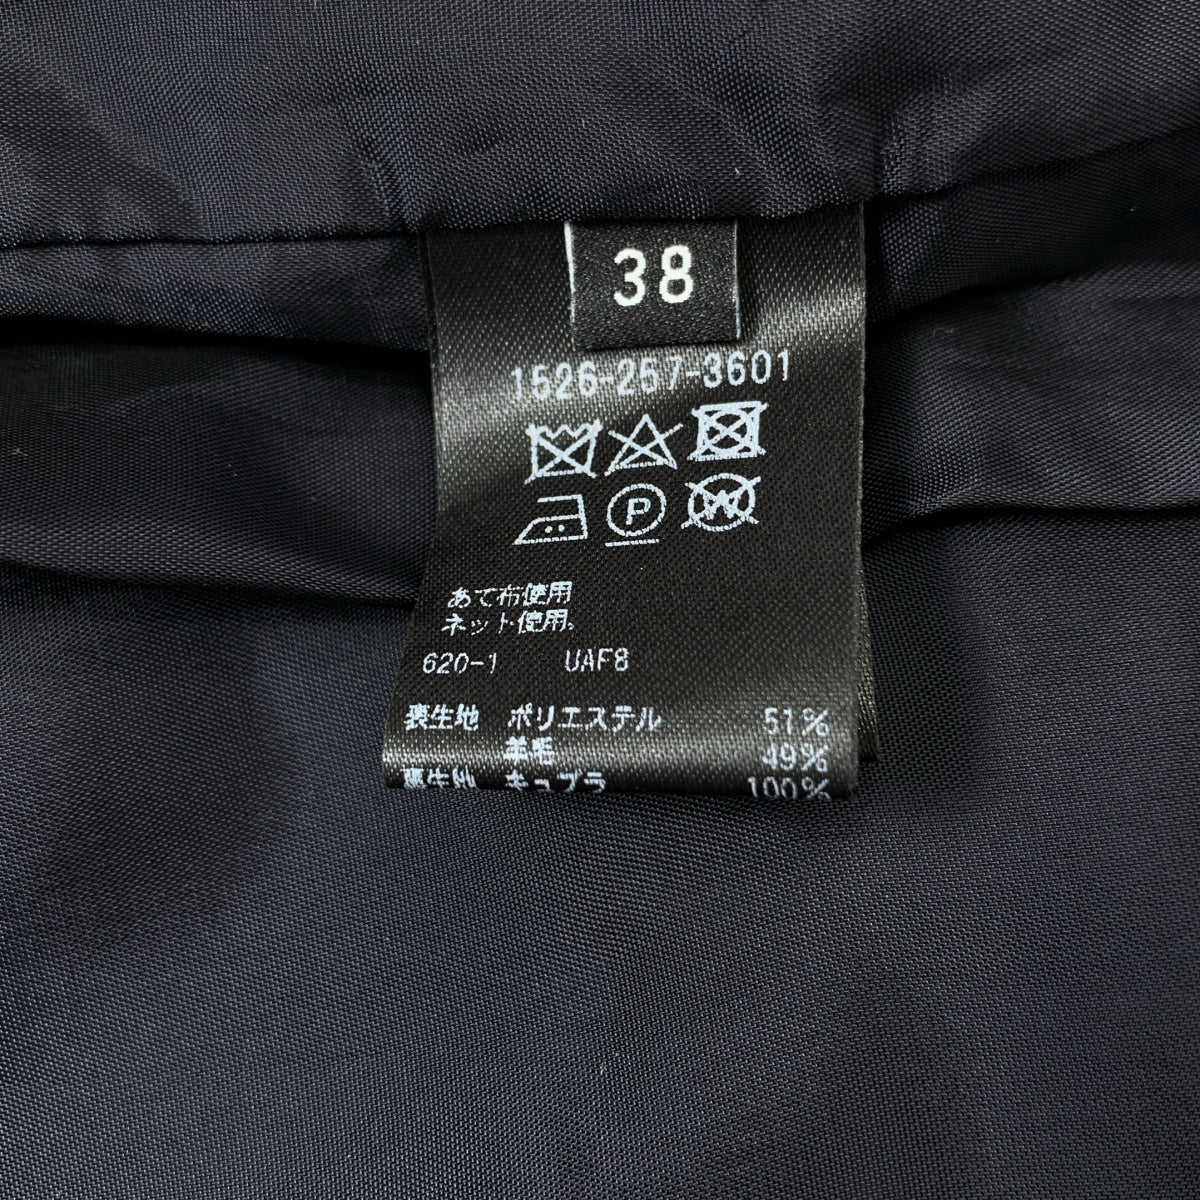 38
1526-257-3601
P
W
あて布使用
ネット使用。
620-1 UAF8
表生地 ポリエステル 51%
羊毛 49%
裏生地 キュプラ 100%